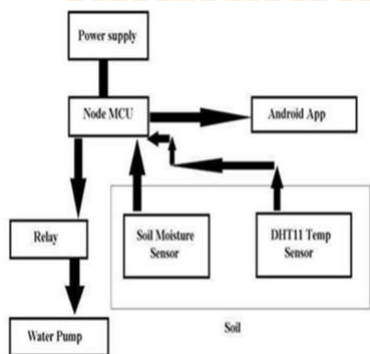 Power supply
Node MCU
Android App
Relay
Soil Moisture
Sensor
DHT11 Temp
Sensor
Water Pump
Soil